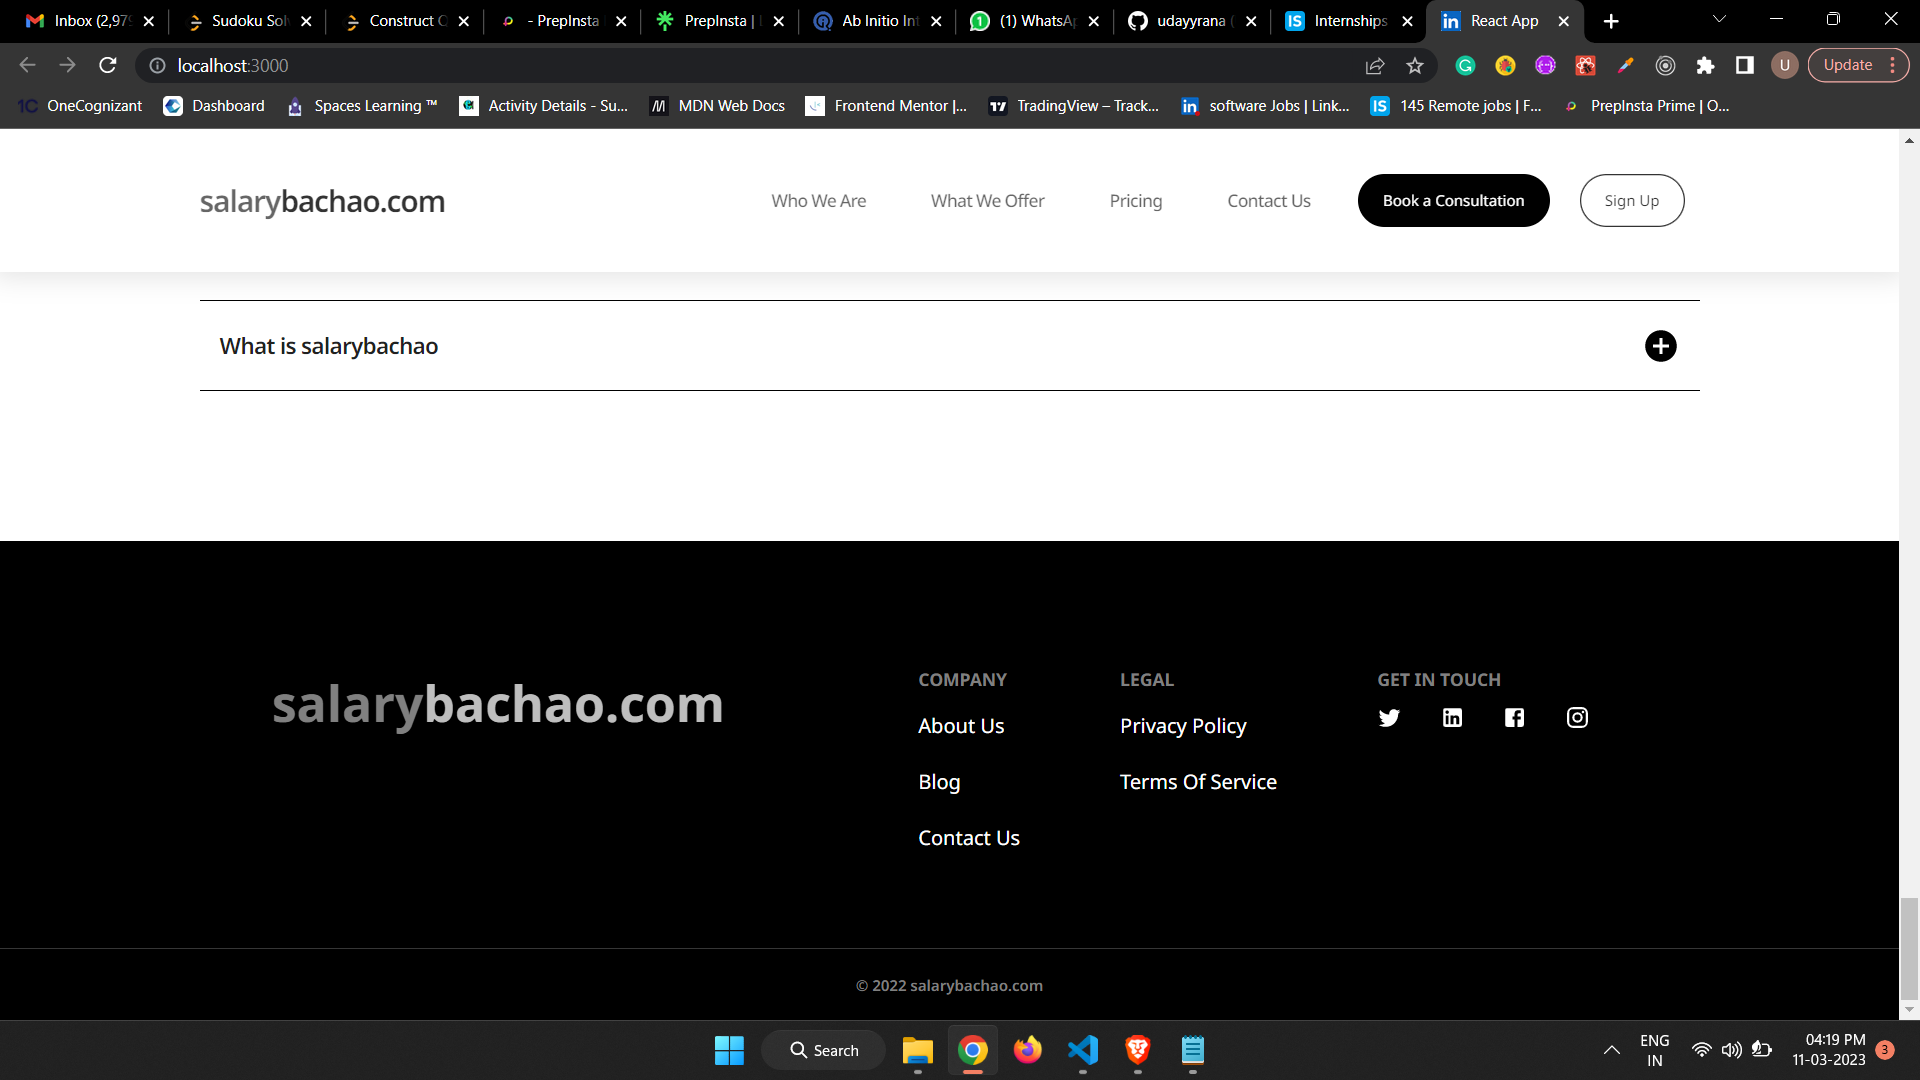 Inbox (2,979 Sudoku Sol Construct - PrepInsta PrepInsta | Ab Initio Int (1) WhatsAp udayyrana Internships React App
localhost:3000 U Update
1C OneCognizant Dashboard Spaces Learning ™ Activity Details - Su... MDN Web Docs Frontend Mentor |... TradingView – Track... software Jobs | Link... 145 Remote jobs | F... PrepInsta Prime | O...
salarybachao.com Who We Are What We Offer Pricing Contact Us Book a Consultation Sign Up
What is salarybachao
salarybachao.com
COMPANY
About Us
Blog
Contact Us
LEGAL
Privacy Policy
Terms Of Service
GET IN TOUCH
© 2022 salarybachao.com
Search
ENG
IN
04:19 PM
11-03-2023
3